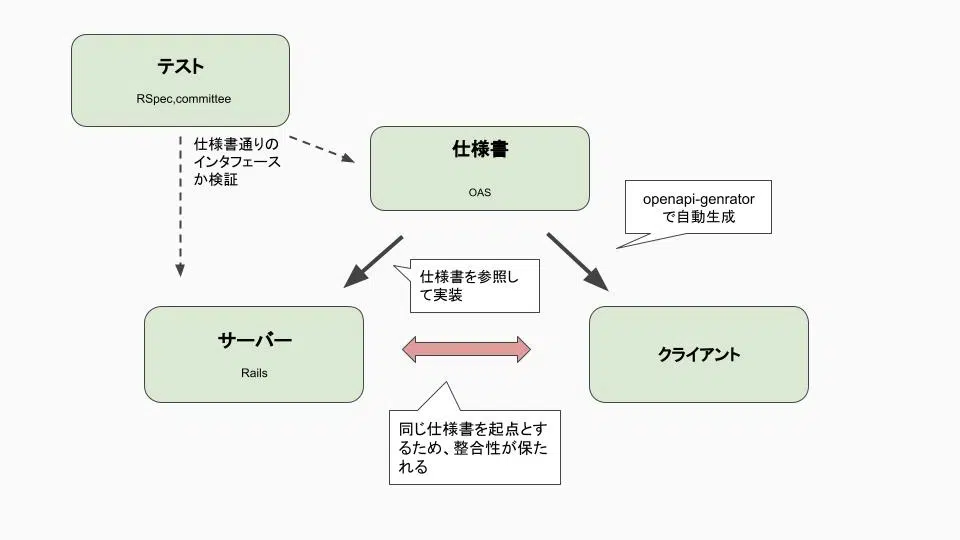 テスト
RSpec,committee
仕様書通りの
インタフェース
か検証
仕様書
OAS
openapi-genrator
で自動生成
仕様書を参照し
て実装
サーバー
Rails
クライアント
同じ仕様書を起点とす
るため、整合性が保た
れる